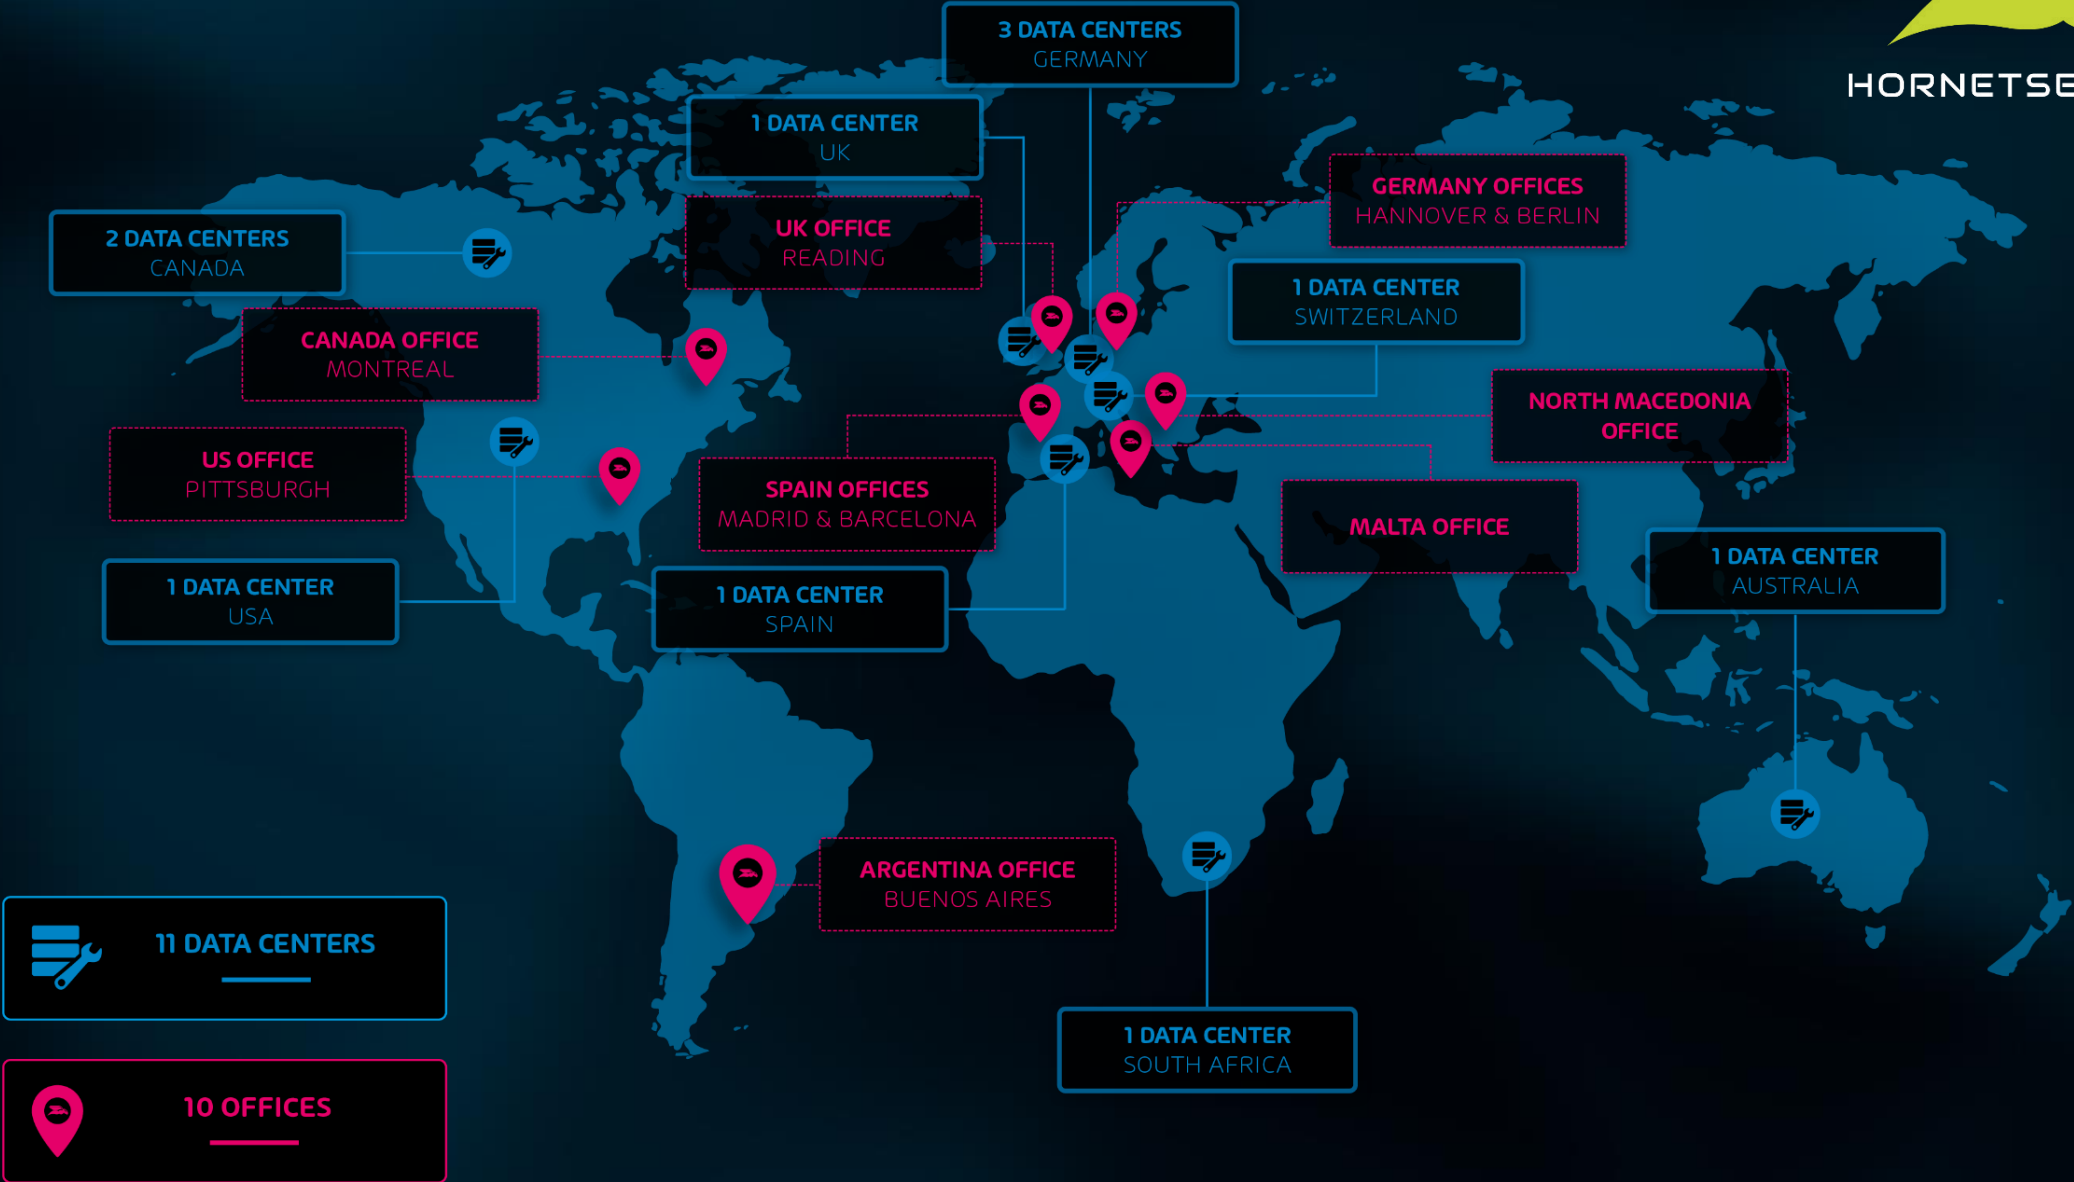 3 DATA CENTERS
GERMANY
HORNETSE
1 DATA CENTER
UK
GERMANY OFFICES
HANNOVER & BERLIN
UK OFFICE
READING
2 DATA CENTERS
CANADA
1 DATA CENTER
SWITZERLAND
CANADA OFFICE
MONTREAL
NORTH MACEDONIA
OFFICE
US OFFICE
PITTSBURGH
SPAIN OFFICES
MADRID & BARCELONA
MALTA OFFICE
1 DATA CENTER
AUSTRALIA
1 DATA CENTER
USA
1 DATA CENTER
SPAIN
ARGENTINA OFFICE
BUENOS AIRES
11 DATA CENTERS
1 DATA CENTER
SOUTH AFRICA
10 OFFICES